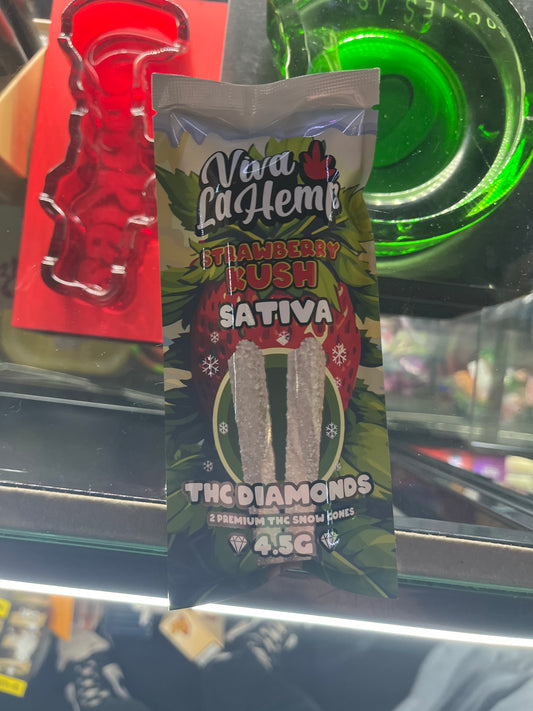 Viva
La Hemp
STRAWBERRY
KUSH
SATIVA
THC DIAMONDS
2 PREMIUM THC SNOW CONES
4.5G